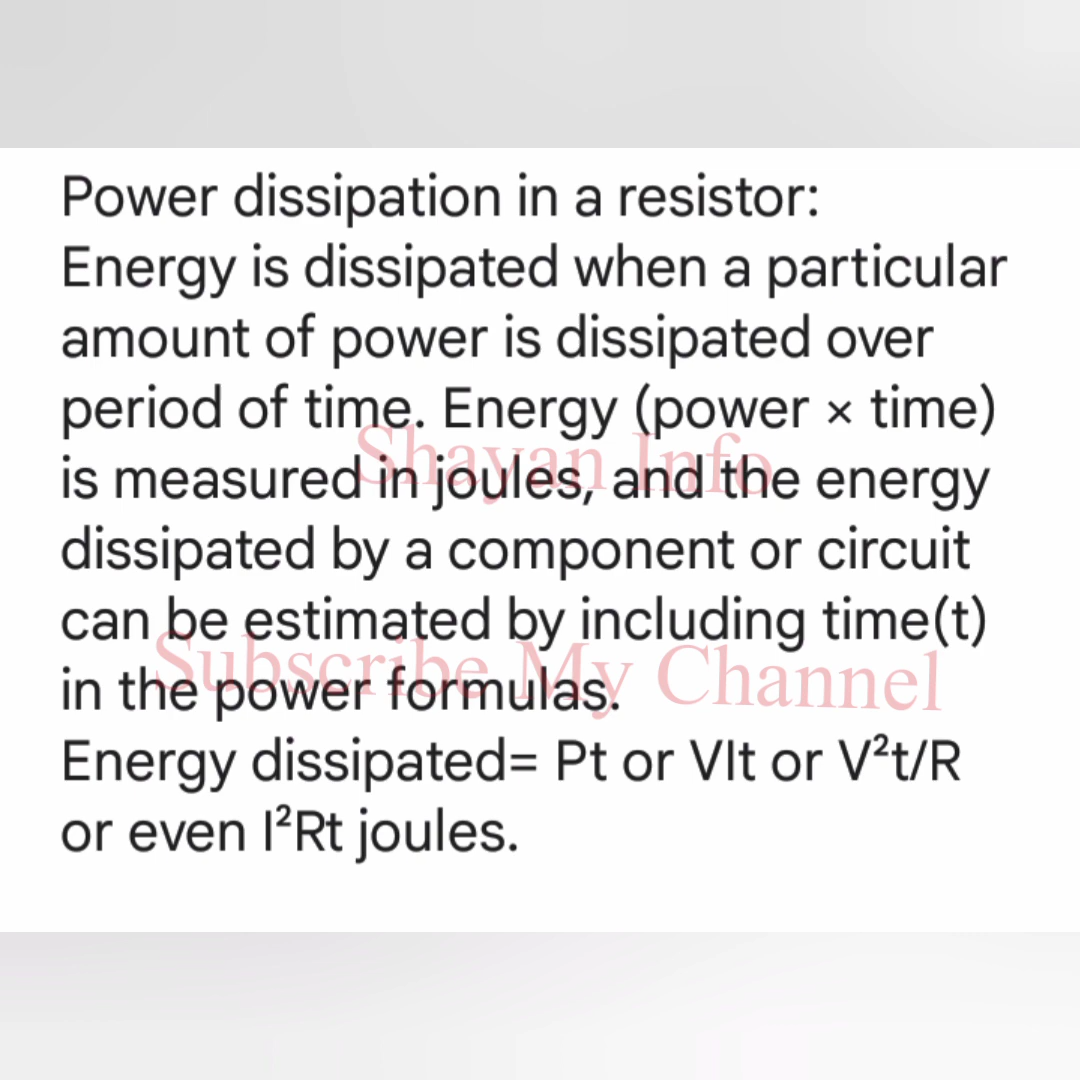 Power dissipation in a resistor:
Energy is dissipated when a particular
amount of power is dissipated over
period of time. Energy (power × time)
Shayan Info
is measured in joules, and the energy
dissipated by a component or circuit
can be estimated by including time(t)
Subscribe My Channel
in the power formulas.
Energy dissipated= Pt or VIt or V²t/R
or even I²Rt joules.